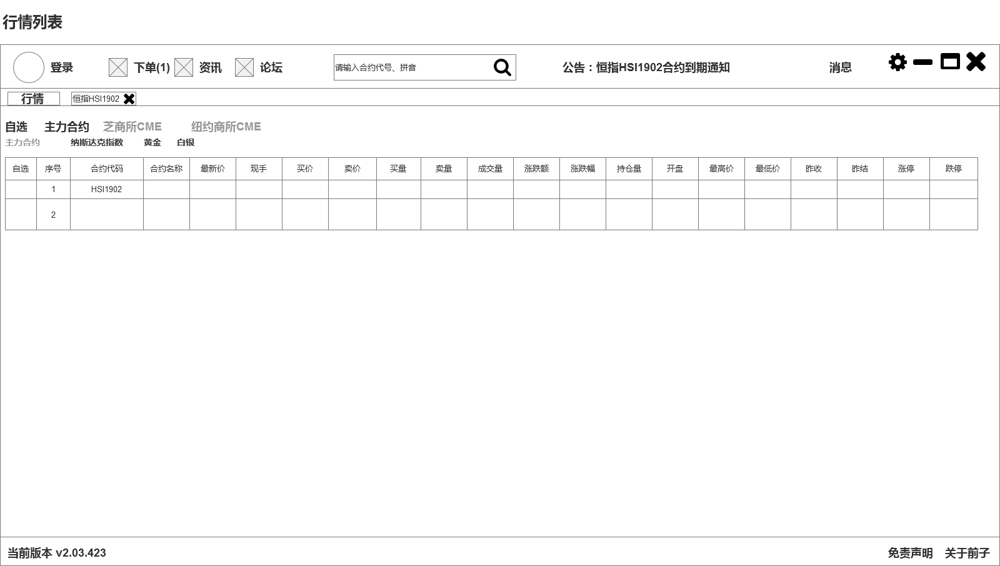 行情列表
登录 下单(1) 资讯 论坛 请输入合约代号、拼音 公告：恒指HSI1902合约到期通知 消息
行情 恒指HSI1902
自选 主力合约 芝商所CME 纽约商所CME
主力合约 纳斯达克指数 黄金 白银
自选 序号 合约代码 合约名称 最新价 现手 买价 卖价 买量 卖量 成交量 涨跌额 涨跌幅 持仓量 开盘 最高价 最低价 昨收 昨结 涨停 跌停
1 HSI1902
2
当前版本 v2.03.423 免责声明 关于前子